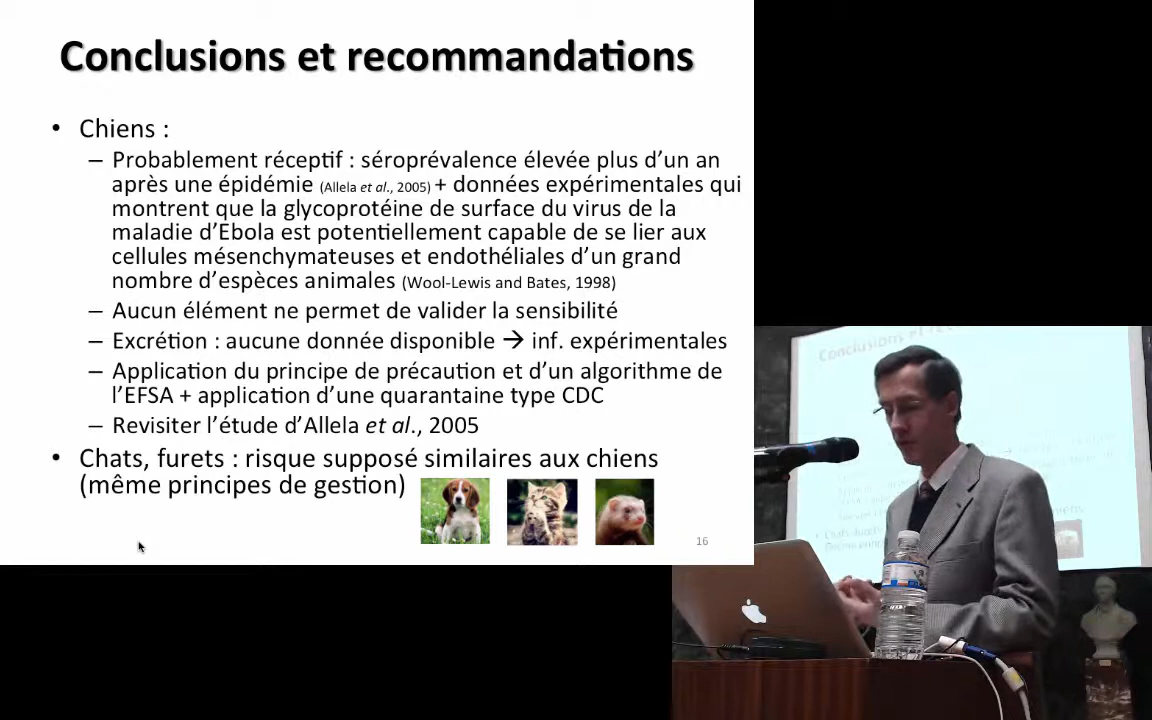 Conclusions et recommandations
• Chiens :
– Probablement réceptif : séroprévalence élevée plus d'un an
après une épidémie (Allela et al., 2005) + données expérimentales qui
montrent que la glycoprotéine de surface du virus de la
maladie d'Ebola est potentiellement capable de se lier aux
cellules mésenchymateuses et endothéliales d'un grand
nombre d'espèces animales (Wool-Lewis and Bates, 1998)
– Aucun élément ne permet de valider la sensibilité
– Excrétion : aucune donnée disponible → inf. expérimentales
– Application du principe de précaution et d'un algorithme de
l'EFSA + application d'une quarantaine type CDC
– Revisiter l'étude d'Allela et al., 2005
• Chats, furets : risque supposé similaires aux chiens
(même principes de gestion)
16